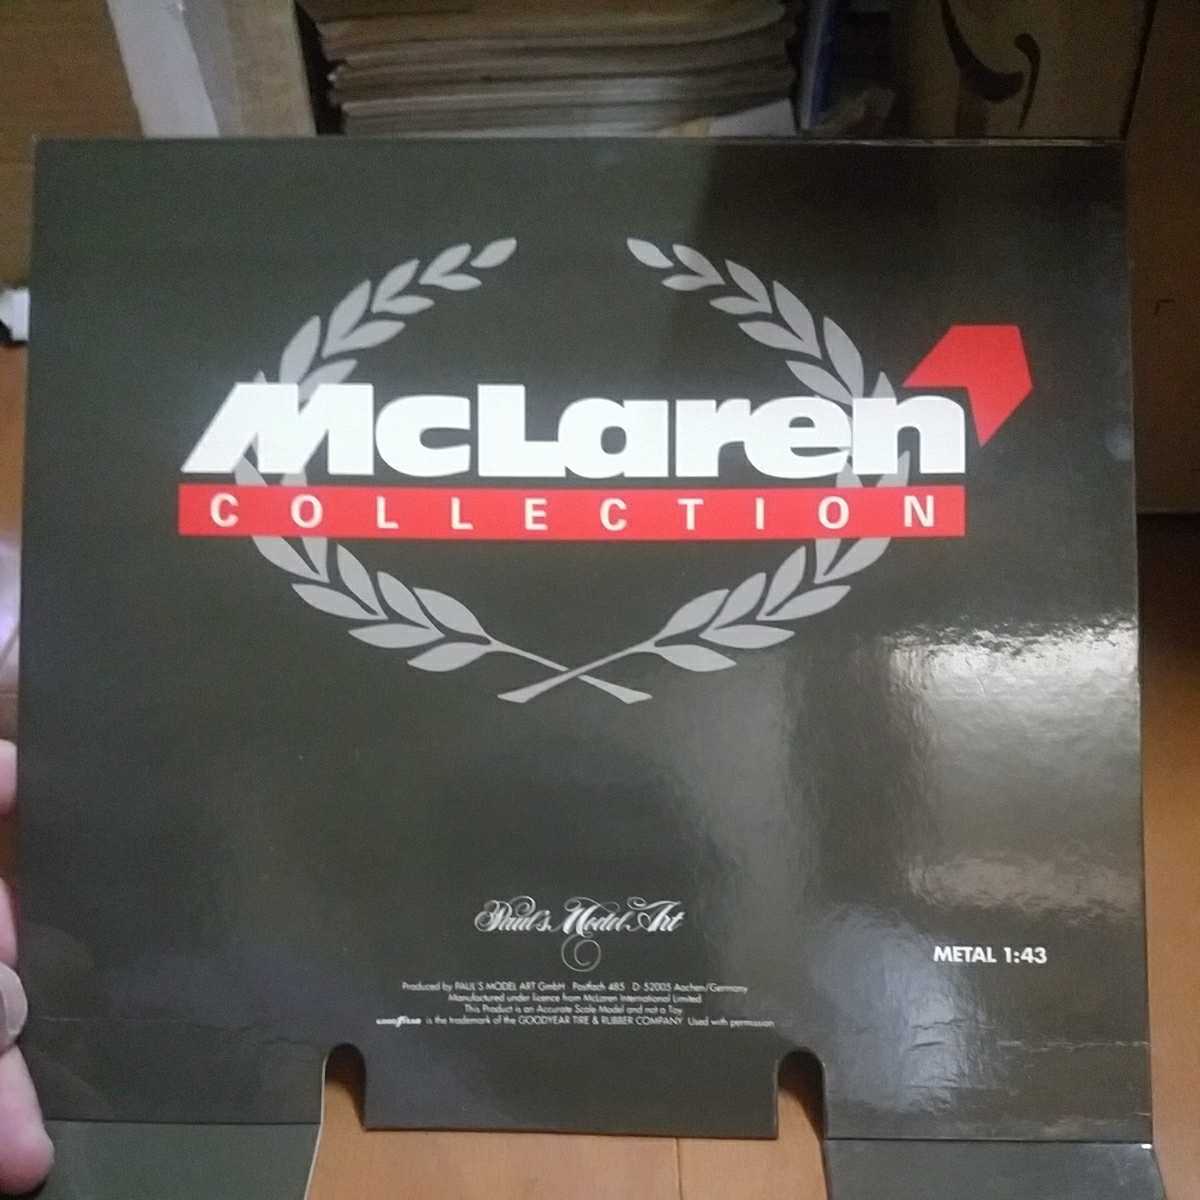 McLaren
COLLECTION
Paul's Model Art
METAL 1:43
Produced by PAUL'S MODEL ART GmbH Postfach 485 D-52005 Aachen/Germany
Manufactured under licence from McLaren International Limited
This Product is an Accurate Scale Model and not a Toy
GOODYEAR is the trademark of the GOODYEAR TIRE & RUBBER COMPANY Used with permission